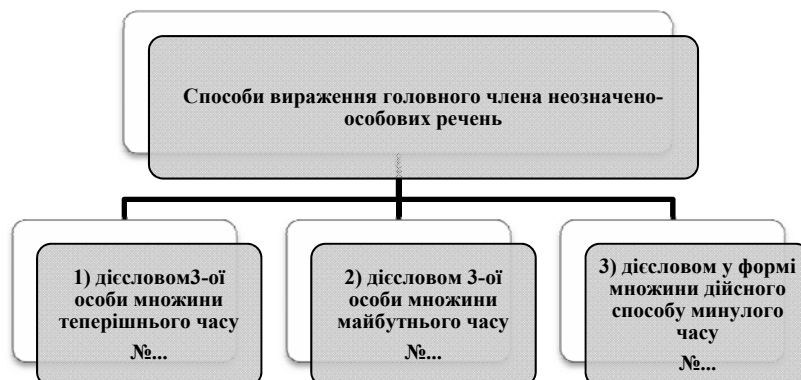 Способи вираження головного члена неозначено-
особових речень
1) дієсловом3-ої
особи множини
теперішнього часу
№...
2) дієсловом 3-ої
особи множини
майбутнього часу
№...
3) дієсловом у формі
множини дійсного
способу минулого
часу
№...